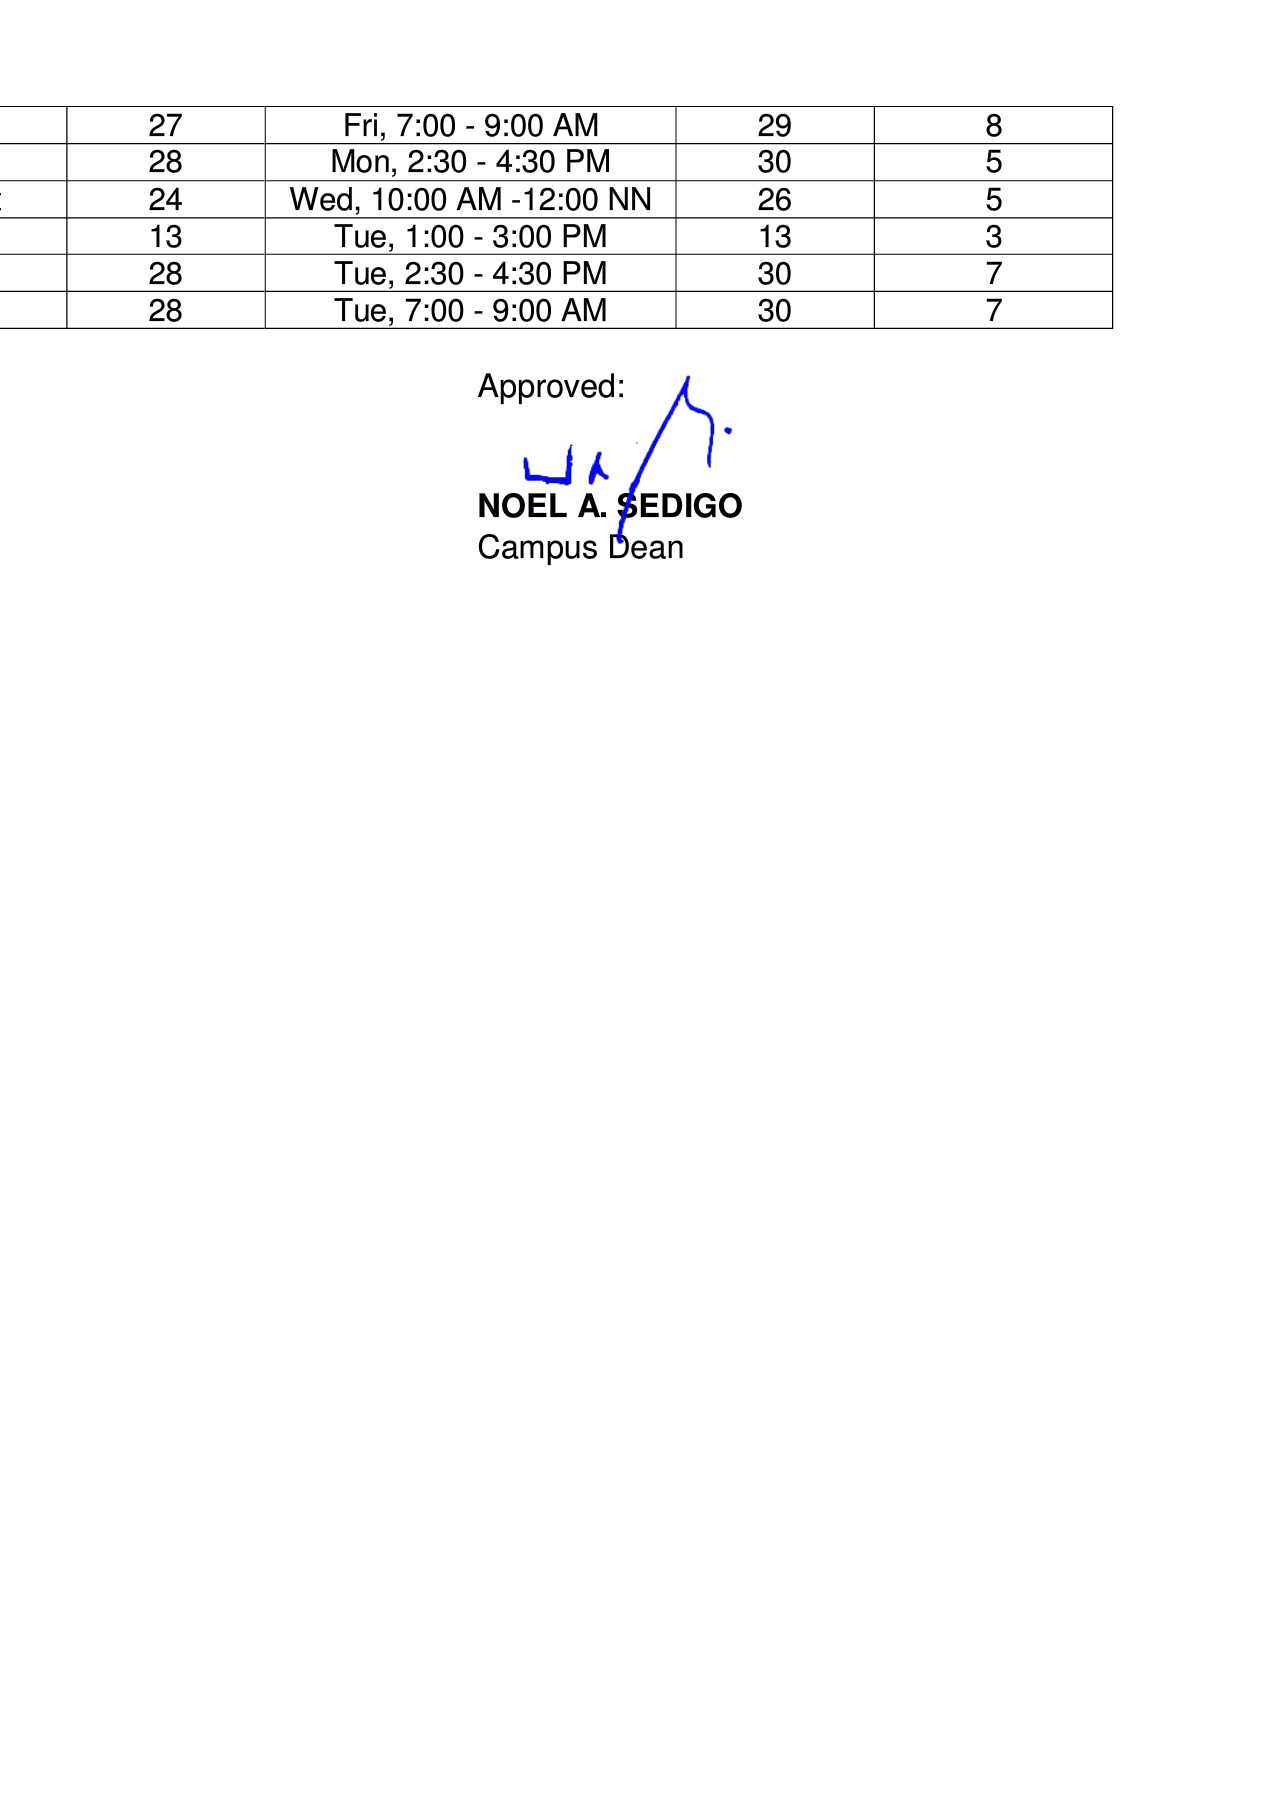 27 Fri, 7:00 - 9:00 AM 29 8
28 Mon, 2:30 - 4:30 PM 30 5
24 Wed, 10:00 AM -12:00 NN 26 5
13 Tue, 1:00 - 3:00 PM 13 3
28 Tue, 2:30 - 4:30 PM 30 7
28 Tue, 7:00 - 9:00 AM 30 7
Approved:
NOEL A. SEDIGO
Campus Dean